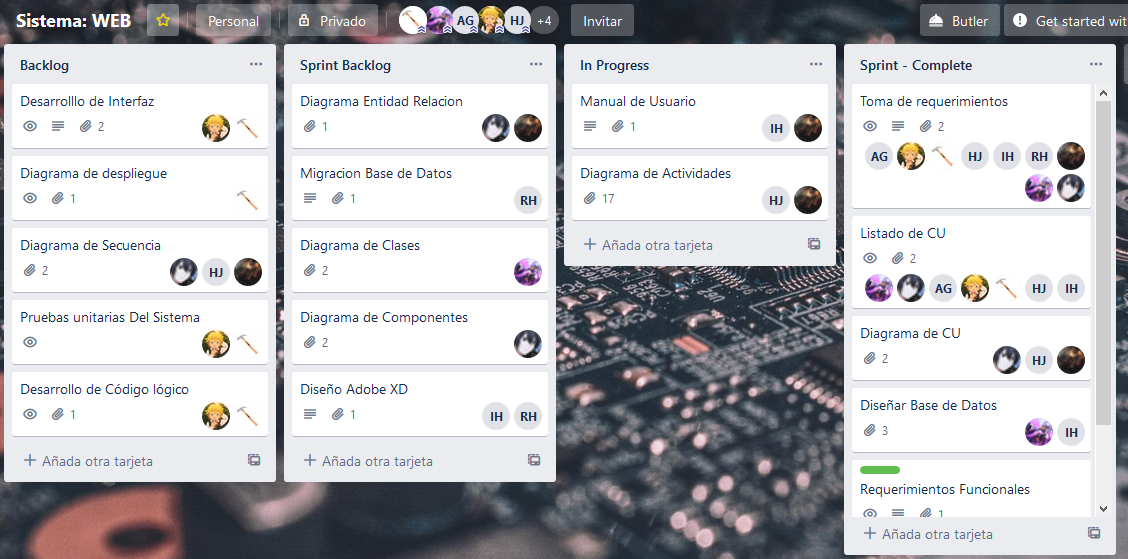 Sistema: WEB
Personal
Privado
AG
HJ
+4
Invitar
Butler
Get started wit
Backlog
Desarrolllo de Interfaz
2
Diagrama de despliegue
1
Diagrama de Secuencia
2
HJ
Pruebas unitarias Del Sistema
Desarrollo de Código lógico
1
Añada otra tarjeta
Sprint Backlog
Diagrama Entidad Relacion
1
Migracion Base de Datos
1
RH
Diagrama de Clases
2
Diagrama de Componentes
2
Diseño Adobe XD
1
IH RH
Añada otra tarjeta
In Progress
Manual de Usuario
1
IH
Diagrama de Actividades
17
HJ
Añada otra tarjeta
Sprint - Complete
Toma de requerimientos
2
AG HJ IH RH
Listado de CU
2
AG HJ IH
Diagrama de CU
2
HJ
Diseñar Base de Datos
3
IH
Requerimientos Funcionales
1
Añada otra tarjeta